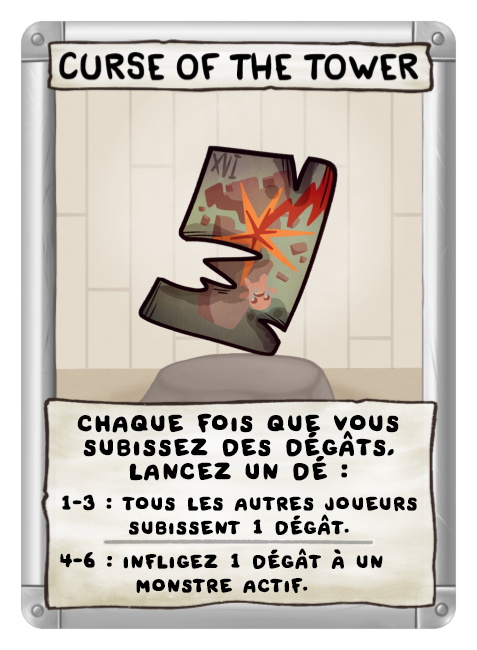 CURSE OF THE TOWER
XVI
CHAQUE FOIS QUE VOUS
SUBISSEZ DES DÉGÂTS,
LANCEZ UN DÉ :
1-3 : TOUS LES AUTRES JOUEURS
SUBISSENT 1 DÉGÂT.
4-6 : INFLIGEZ 1 DÉGÂT À UN
MONSTRE ACTIF.